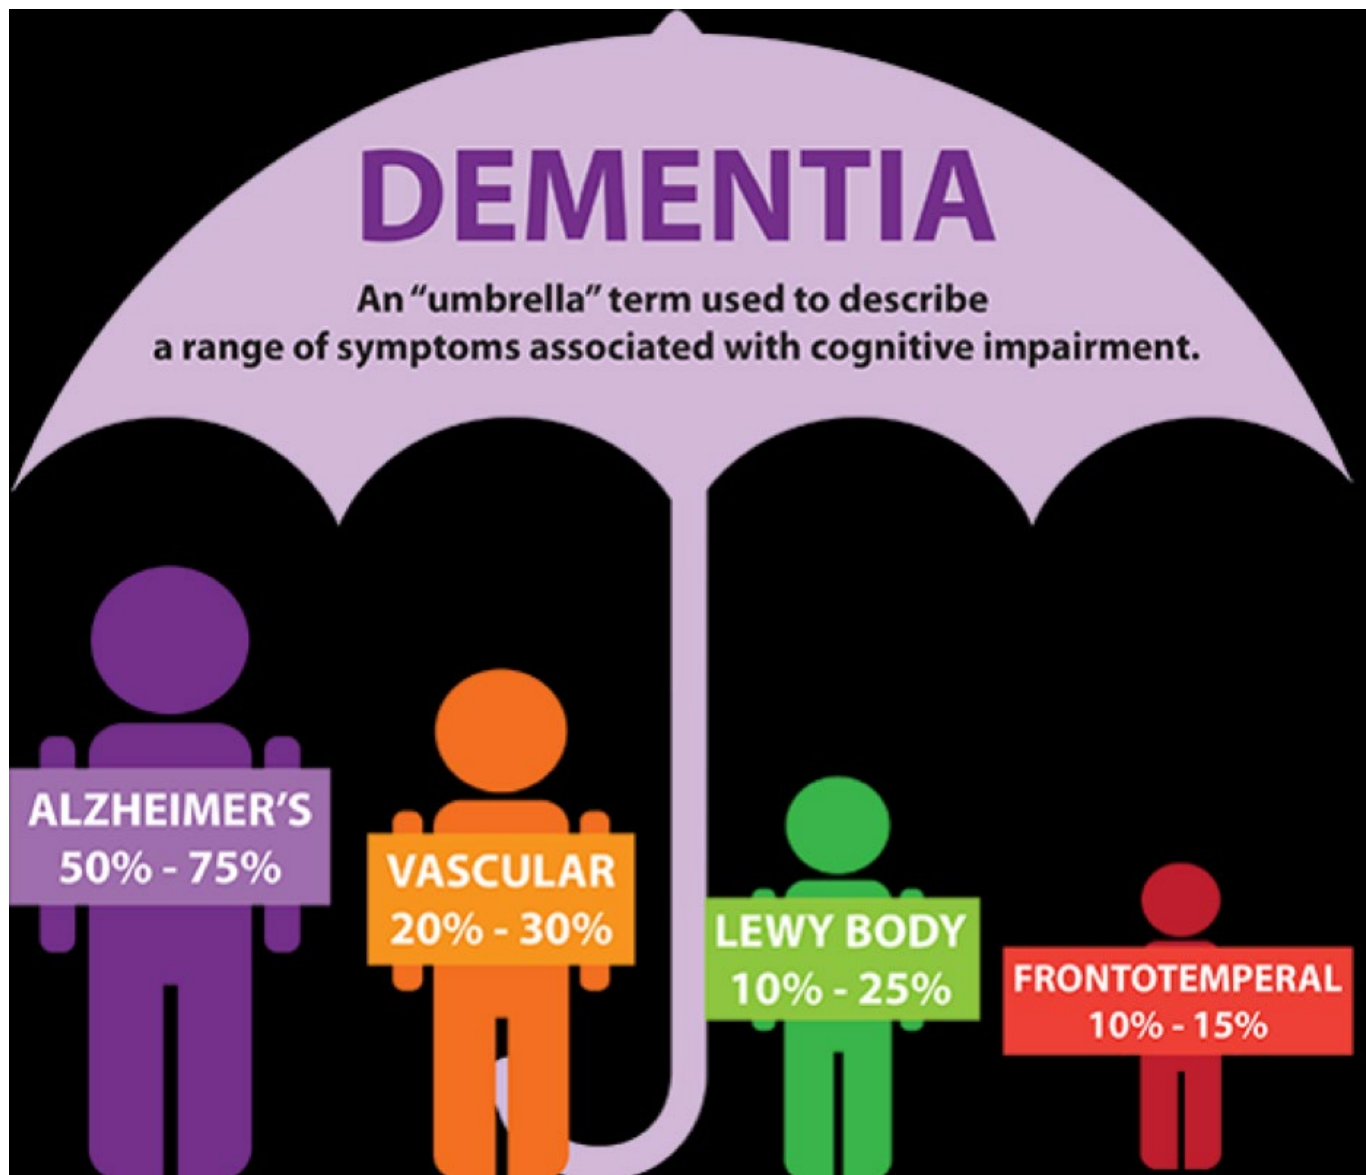 DEMENTIA
An “umbrella” term used to describe
a range of symptoms associated with cognitive impairment.
ALZHEIMER’S
50% - 75%
VASCULAR
20% - 30%
LEWY BODY
10% - 25%
FRONTOTEMPERAL
10% - 15%